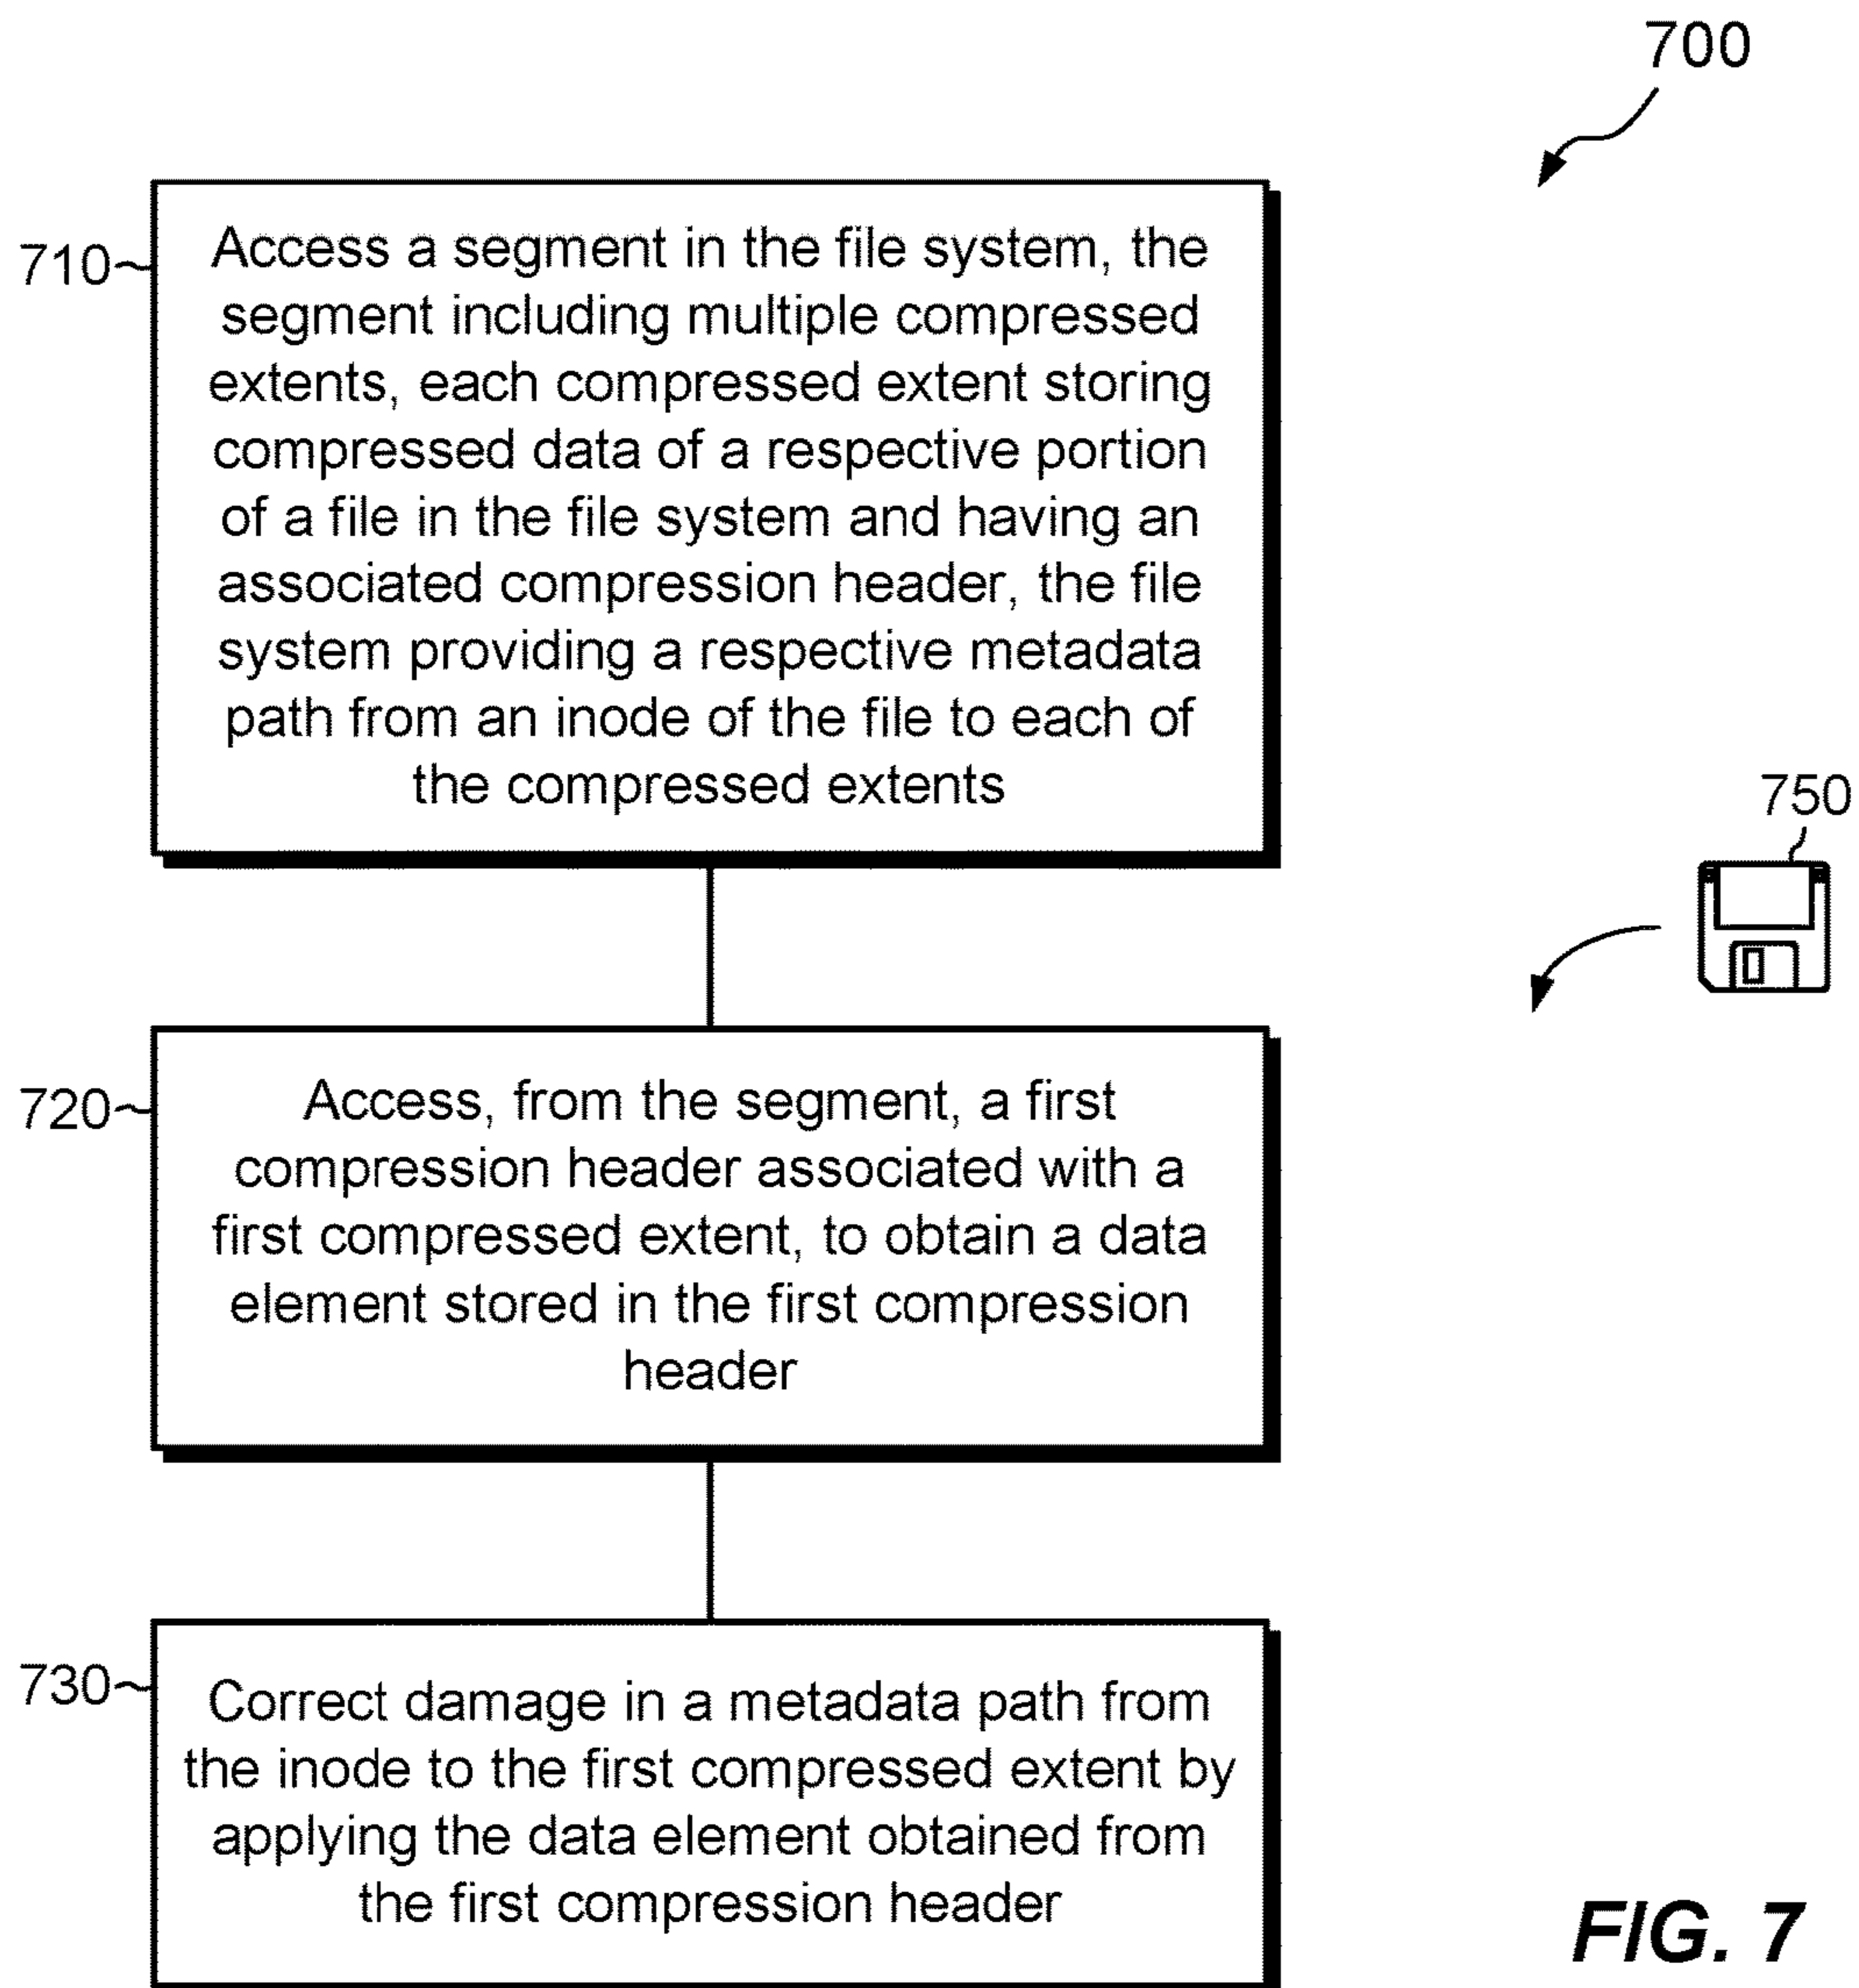 700
710
Access a segment in the file system, the
segment including multiple compressed
extents, each compressed extent storing
compressed data of a respective portion
of a file in the file system and having an
associated compression header, the file
system providing a respective metadata
path from an inode of the file to each of
the compressed extents
750
720
Access, from the segment, a first
compression header associated with a
first compressed extent, to obtain a data
element stored in the first compression
header
730
Correct damage in a metadata path from
the inode to the first compressed extent by
applying the data element obtained from
the first compression header
FIG. 7